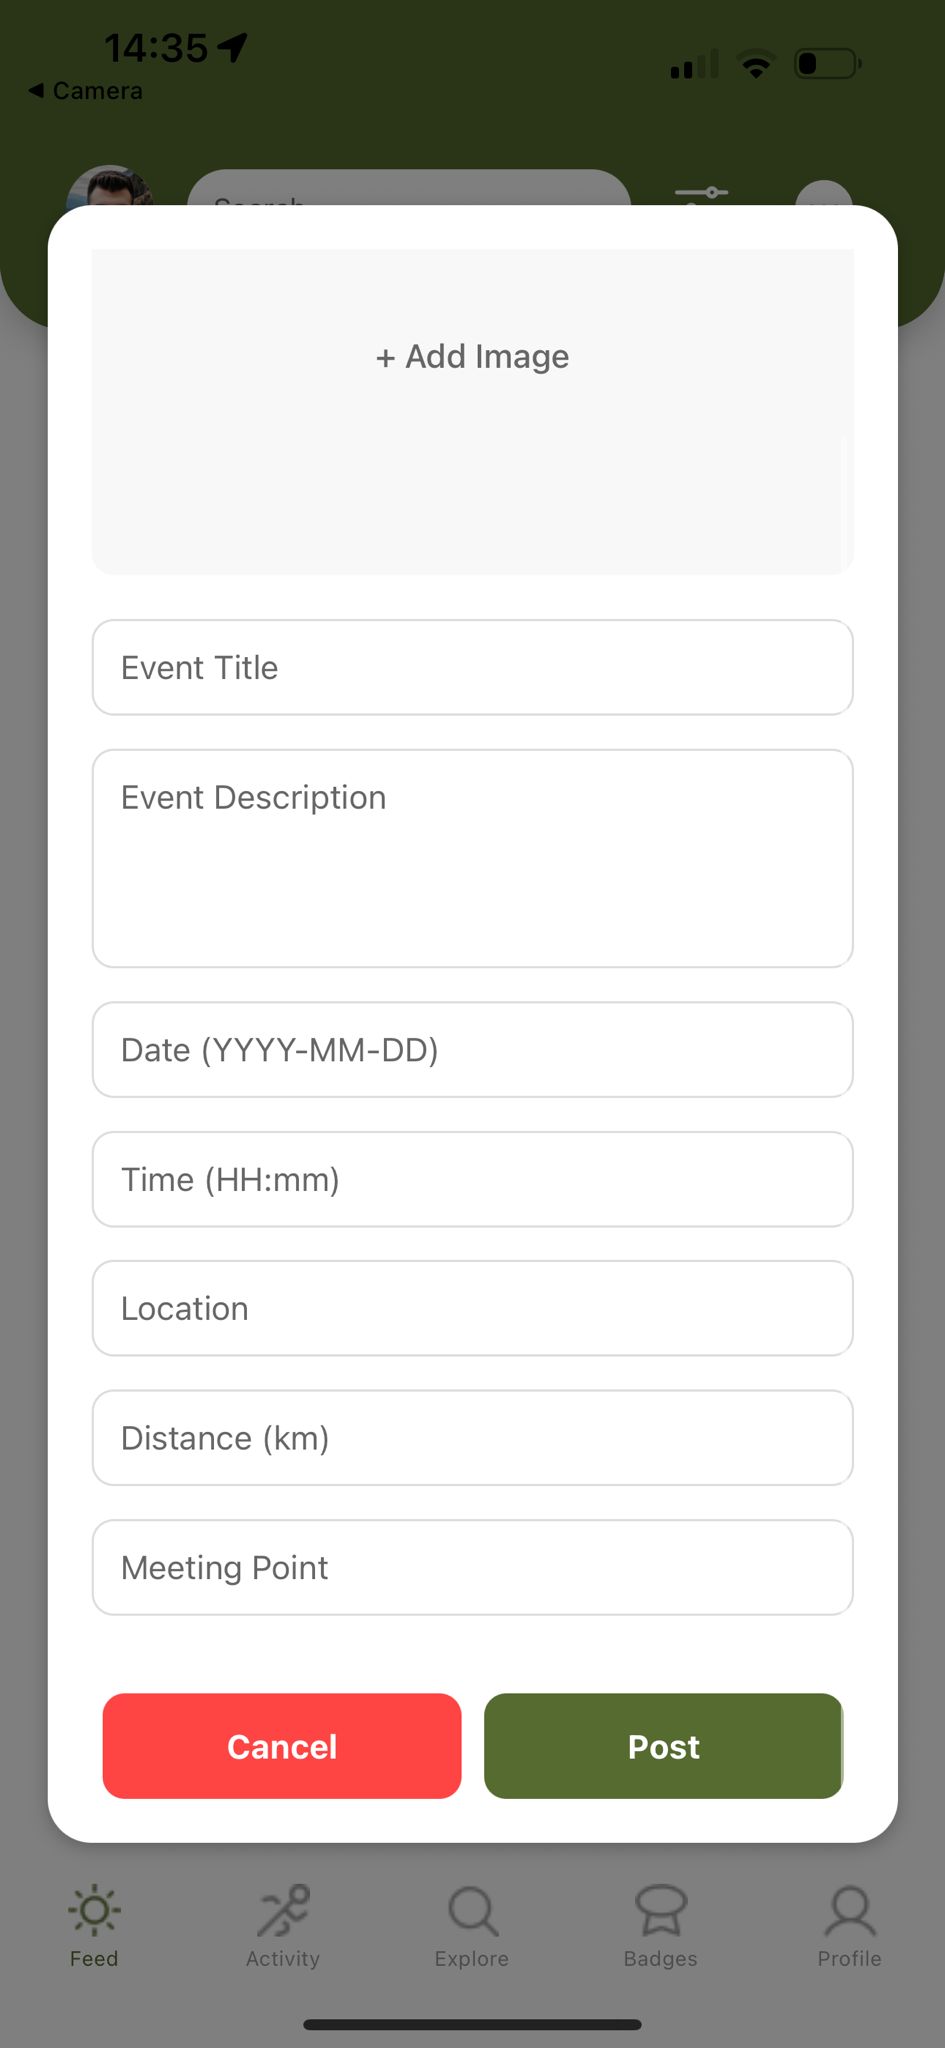 14:35
◀ Camera
Search
+ Add Image
Event Title
Event Description
Date (YYYY-MM-DD)
Time (HH:mm)
Location
Distance (km)
Meeting Point
Cancel Post
Feed Activity Explore Badges Profile